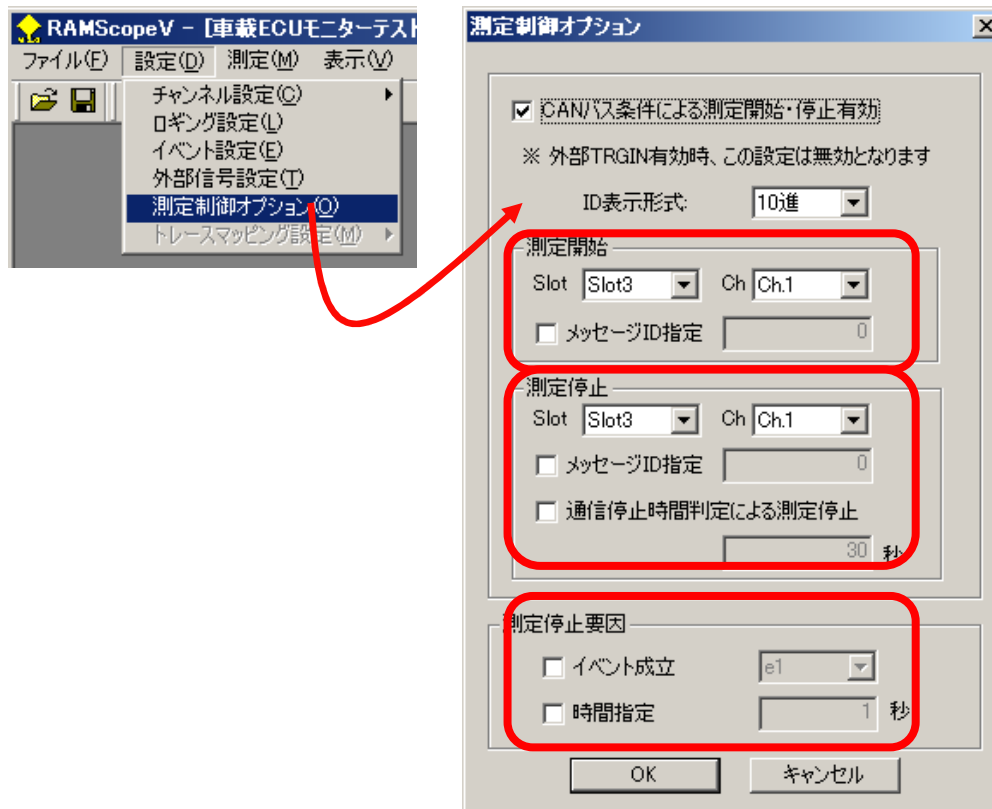 RAMScopeV - [車載ECUモニターテスト
ファイル(F) 設定(D) 測定(M) 表示(V)
チャンネル設定(C)
ロギング設定(L)
イベント設定(E)
外部信号設定(T)
測定制御オプション(O)
トレースマッピング設定(M)
測定制御オプション
CANバス条件による測定開始・停止有効
※ 外部TRGIN有効時、この設定は無効となります
ID表示形式: 10進
測定開始
Slot Slot3 Ch Ch.1
メッセージID指定 0
測定停止
Slot Slot3 Ch Ch.1
メッセージID指定 0
通信停止時間判定による測定停止
30 秒
測定停止要因
イベント成立 e1
時間指定 1 秒
OK キャンセル